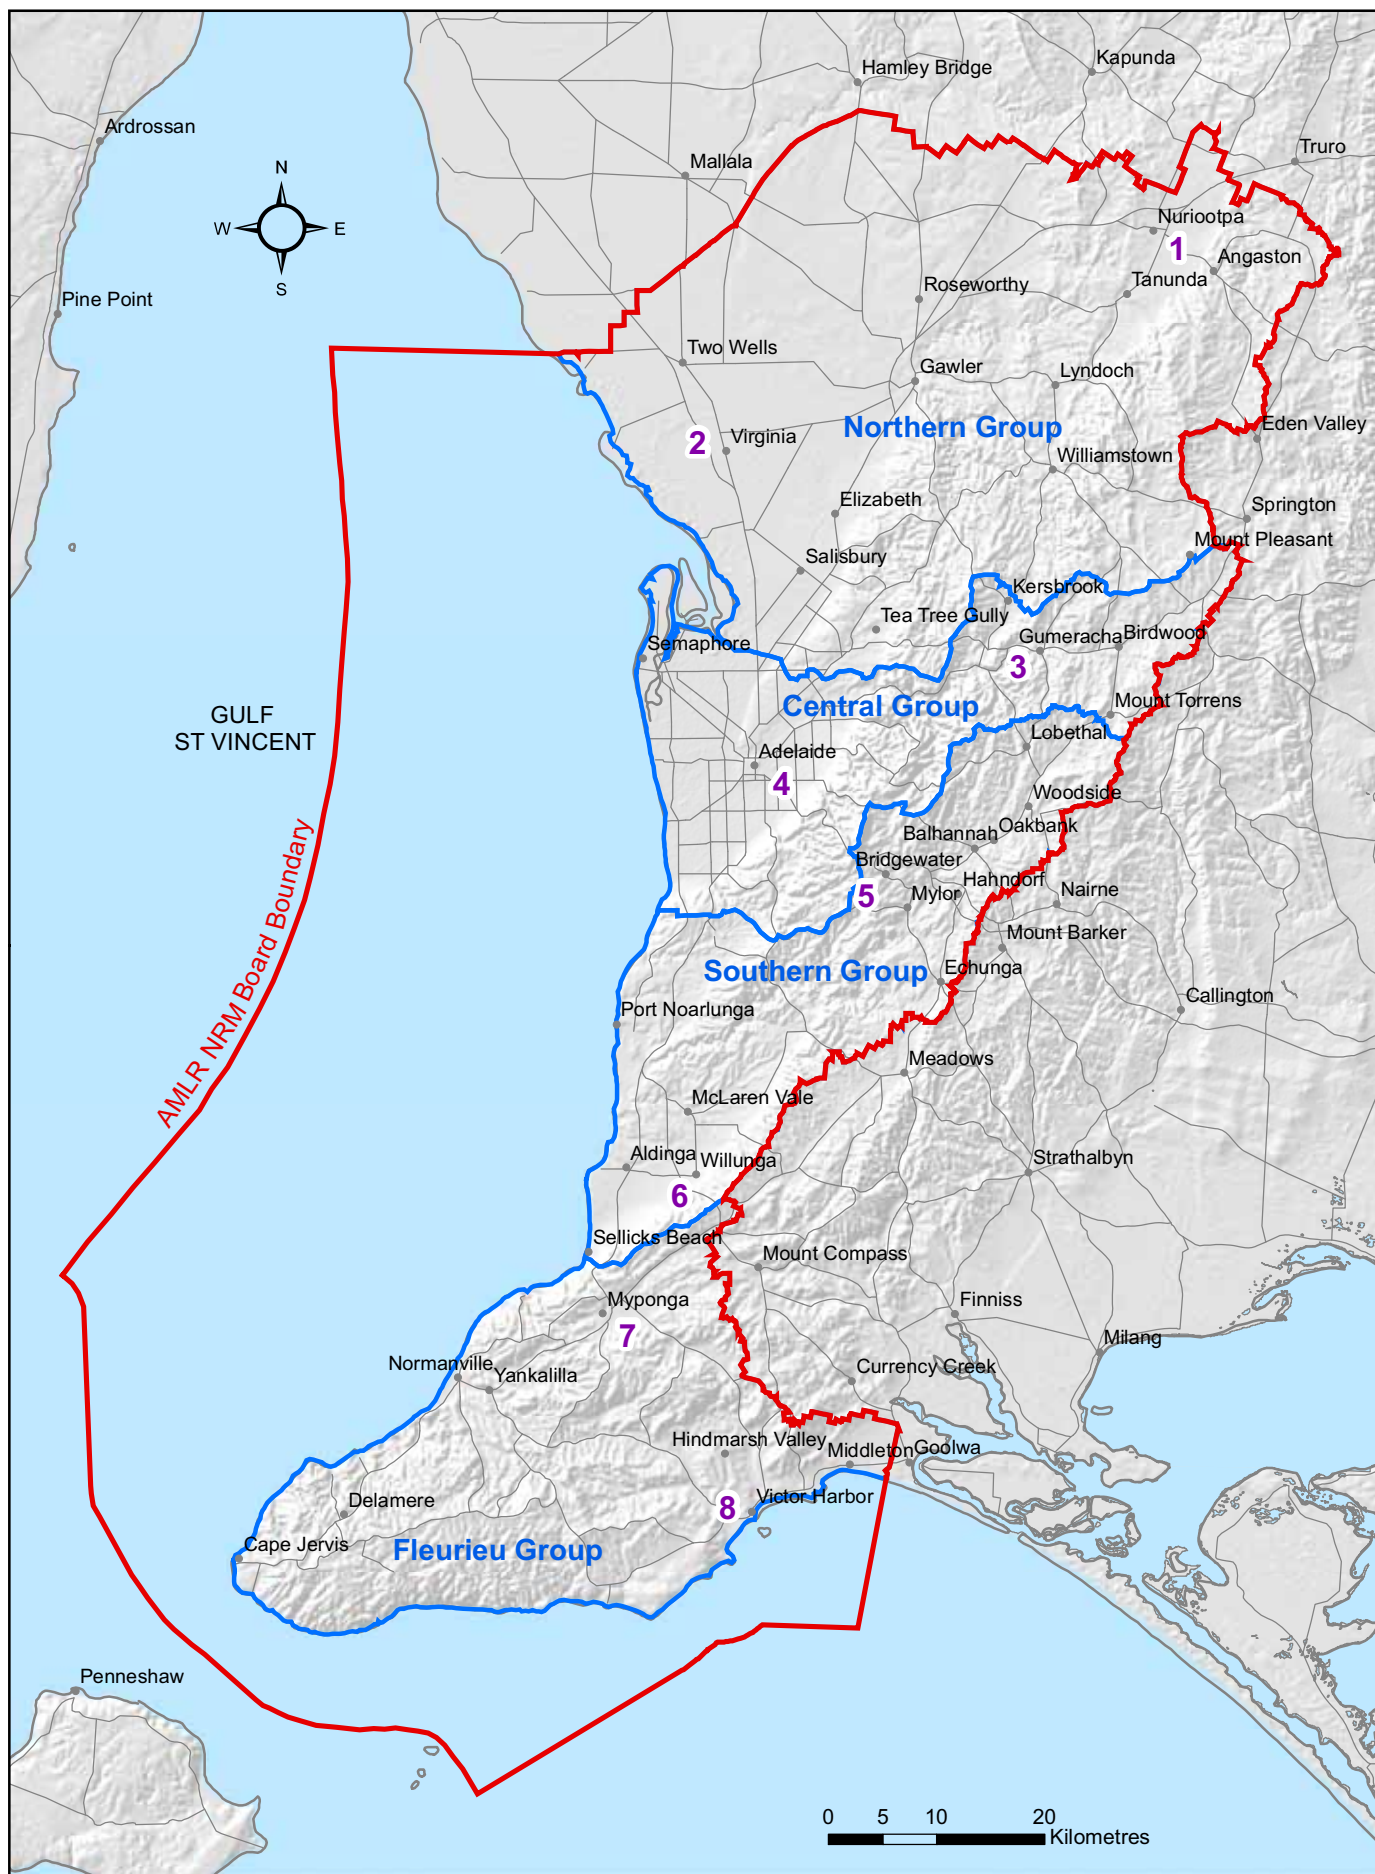 Hamley Bridge
Kapunda
Ardrossan
Truro
Mallala
N
W
E
S
Nuriootpa
1
Angaston
Tanunda
Pine Point
Roseworthy
Two Wells
Gawler
Lyndoch
Northern Group
2
Virginia
Eden Valley
Williamstown
Elizabeth
Springton
Mount Pleasant
Salisbury
Kersbrook
Tea Tree Gully
Gumeracha
Birdwood
Semaphore
3
Central Group
Mount Torrens
GULF
ST VINCENT
Lobethal
Adelaide
4
Woodside
Oakbank
Balhannah
Bridgewater
Hahndorf
5
Mylor
Nairne
Mount Barker
Southern Group
Echunga
Callington
AMLR NRM Board Boundary
Port Noarlunga
Meadows
McLaren Vale
Aldinga
Willunga
Strathalbyn
6
Sellicks Beach
Mount Compass
Myponga
Finniss
7
Milang
Normanville
Yankalilla
Currency Creek
Hindmarsh Valley
Middleton
Goolwa
Delamere
8
Victor Harbor
Cape Jervis
Fleurieu Group
Penneshaw
0 5 10 20
Kilometres